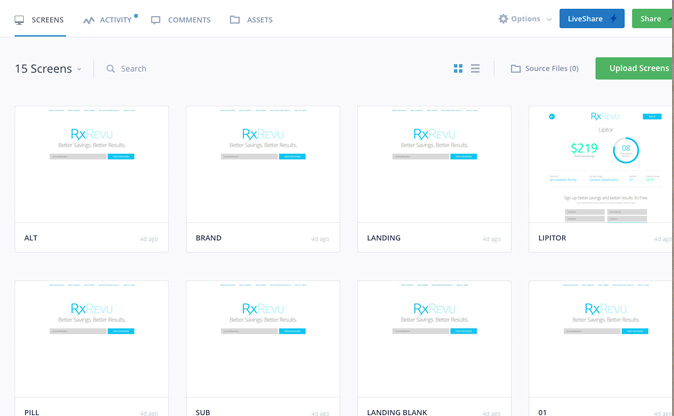 SCREENS ACTIVITY COMMENTS ASSETS Options LiveShare Share
15 Screens Search Source Files (0) Upload Screens
RxREVU RxREVU RxREVU RxREVU
Better Savings. Better Results. Better Savings. Better Results. Better Savings. Better Results. Lipitor
$219 08
Sign up better savings and better results. It's Free.
ALT 4d ago BRAND 4d ago LANDING 4d ago LIPITOR
RxREVU RxREVU RxREVU RxREVU
Better Savings. Better Results. Better Savings. Better Results. Better Savings. Better Results. Better Savings. Better Results.
PILL 4d ago SUB 4d ago LANDING BLANK 4d ago 01